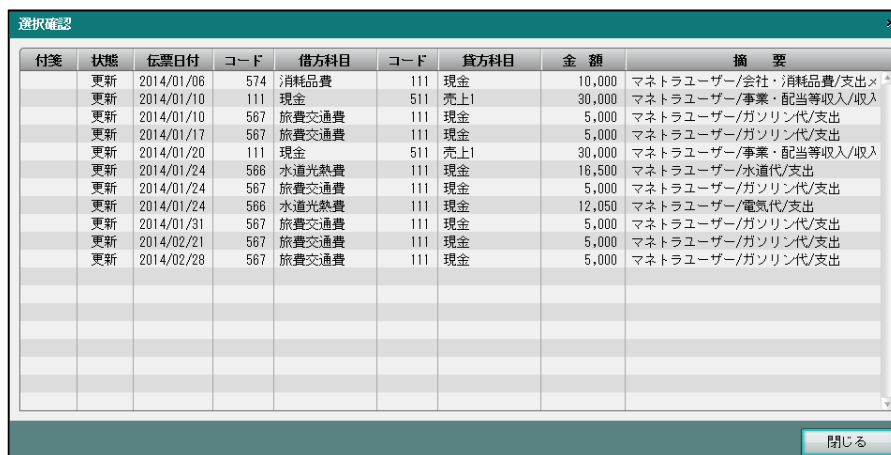 選択確認
付箋 状態 伝票日付 コード 借方科目 コード 貸方科目 金 額 摘 要
更新 2014/01/06 574 消耗品費 111 現金 10,000 マネトラユーザー/会社・消耗品費/支出メ
更新 2014/01/10 111 現金 511 売上1 30,000 マネトラユーザー/事業・配当等収入/収入
更新 2014/01/10 567 旅費交通費 111 現金 5,000 マネトラユーザー/ガソリン代/支出
更新 2014/01/17 567 旅費交通費 111 現金 5,000 マネトラユーザー/ガソリン代/支出
更新 2014/01/20 111 現金 511 売上1 30,000 マネトラユーザー/事業・配当等収入/収入
更新 2014/01/24 566 水道光熱費 111 現金 16,500 マネトラユーザー/水道代/支出
更新 2014/01/24 567 旅費交通費 111 現金 5,000 マネトラユーザー/ガソリン代/支出
更新 2014/01/24 566 水道光熱費 111 現金 12,050 マネトラユーザー/電気代/支出
更新 2014/01/31 567 旅費交通費 111 現金 5,000 マネトラユーザー/ガソリン代/支出
更新 2014/02/21 567 旅費交通費 111 現金 5,000 マネトラユーザー/ガソリン代/支出
更新 2014/02/28 567 旅費交通費 111 現金 5,000 マネトラユーザー/ガソリン代/支出
閉じる